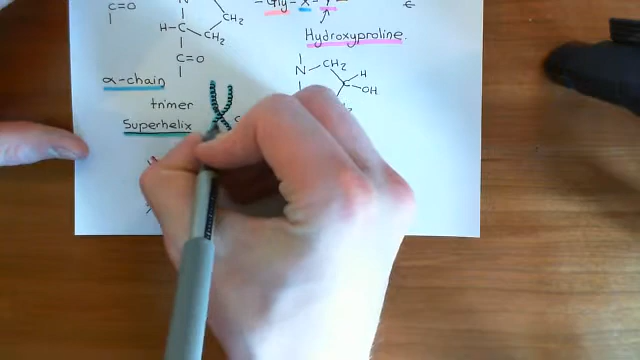 C=O
N
CH₂
H-C
CH₂
C=O
-Gly-X-Y-
Hydroxyproline.
N
CH₂
H
OH
α-chain
trimer
Superhelix